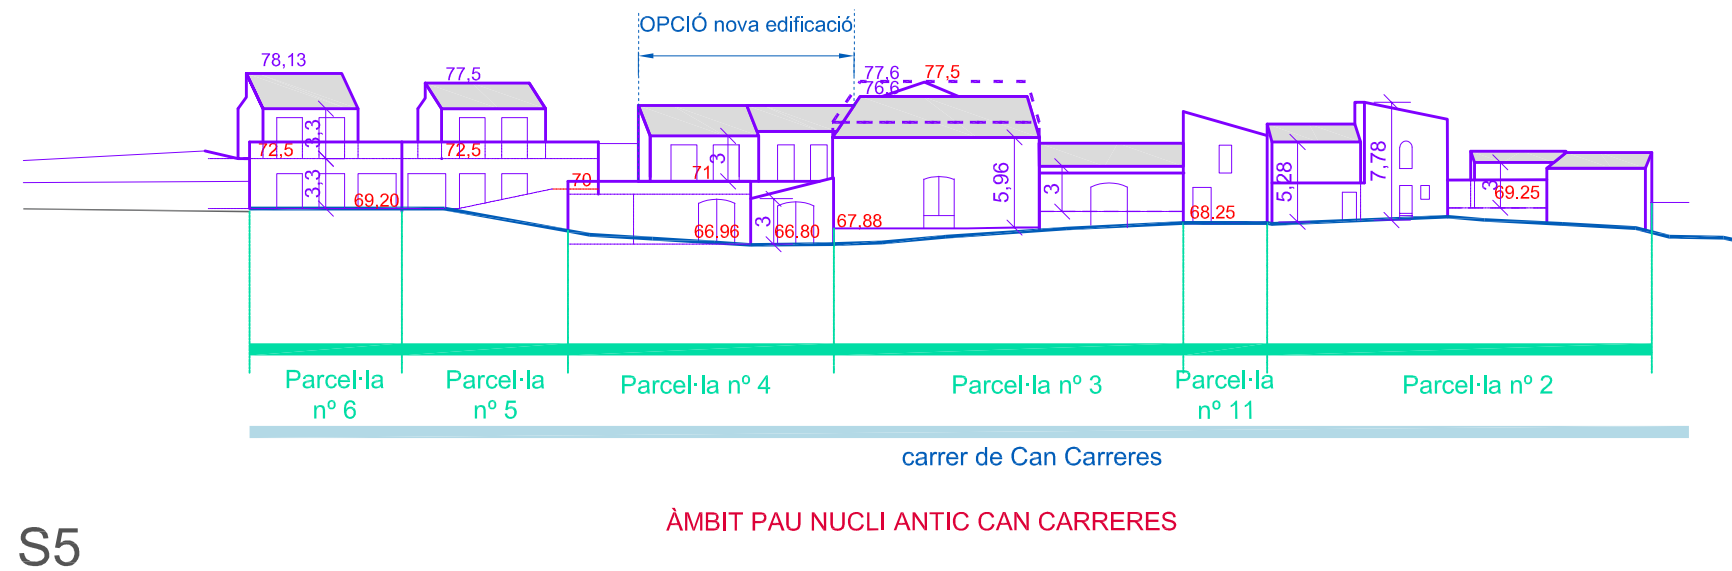 OPCIÓ nova edificació
78,13
77,5
77.6
77,5
76,6
3,3
72,5
72,5
3
71
70
3,3
69,20
66,96
3
66.80
67,88
5,96
3
68.25
5,28
7,78
3
69.25
Parcel·la
nº 6
Parcel·la
nº 5
Parcel·la nº 4
Parcel·la nº 3
Parcel·la
nº 11
Parcel·la nº 2
carrer de Can Carreres
ÀMBIT PAU NUCLI ANTIC CAN CARRERES
S5